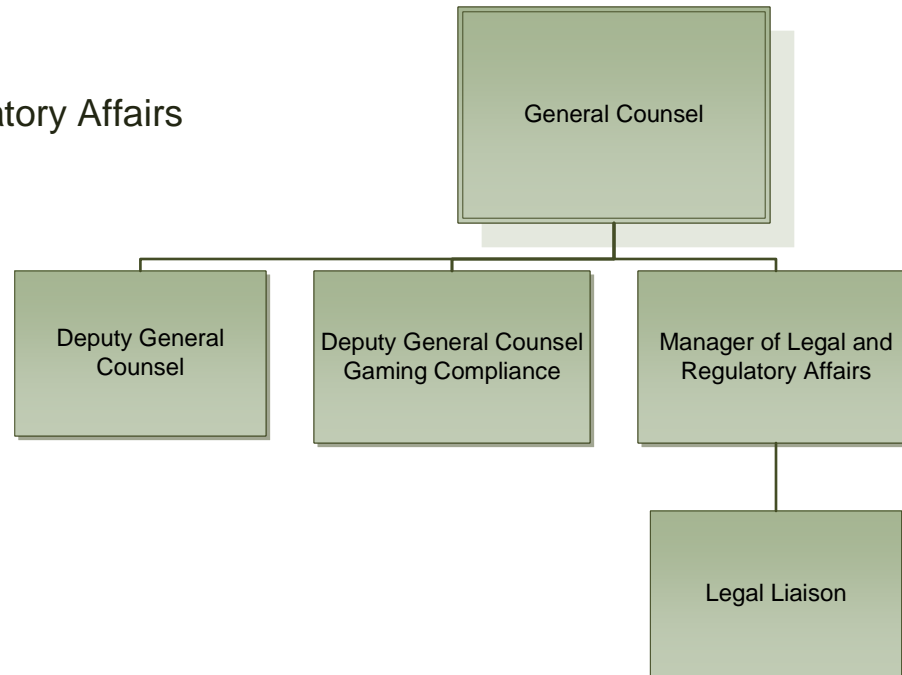 atory Affairs
General Counsel
Deputy General
Counsel
Deputy General Counsel
Gaming Compliance
Manager of Legal and
Regulatory Affairs
Legal Liaison